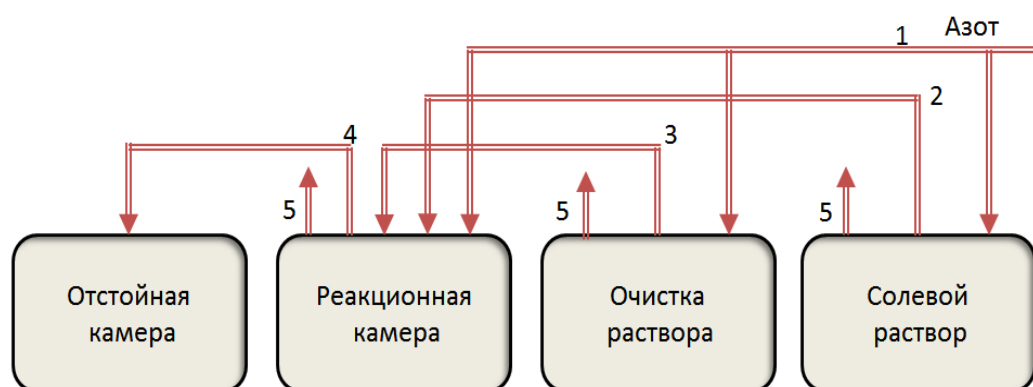 Азот
1
2
3
4
5
5
5
Отстойная
камера
Реакционная
камера
Очистка
раствора
Солевой
раствор